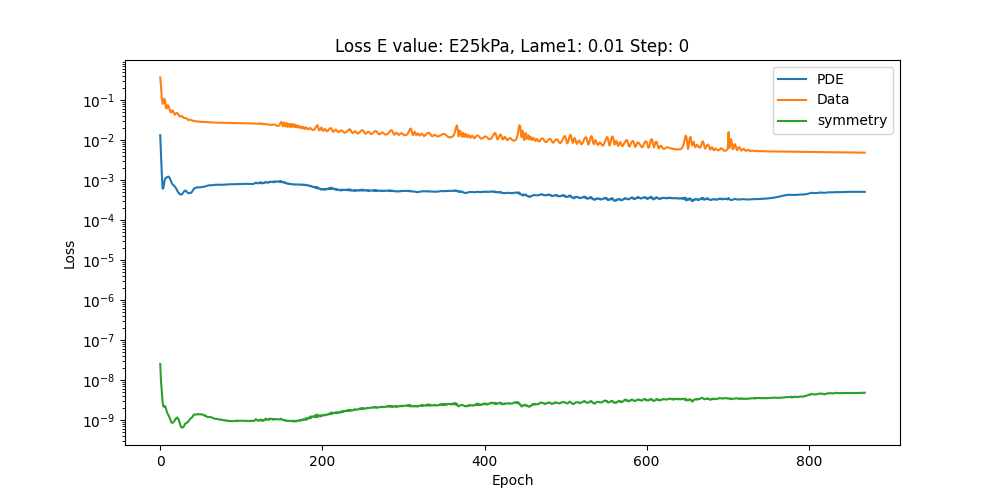 Loss E value: E25kPa, Lame1: 0.01 Step: 0
PDE
Data
symmetry
10⁻¹
10⁻²
10⁻³
10⁻⁴
10⁻⁵
10⁻⁶
10⁻⁷
10⁻⁸
10⁻⁹
Loss
0 200 400 600 800
Epoch